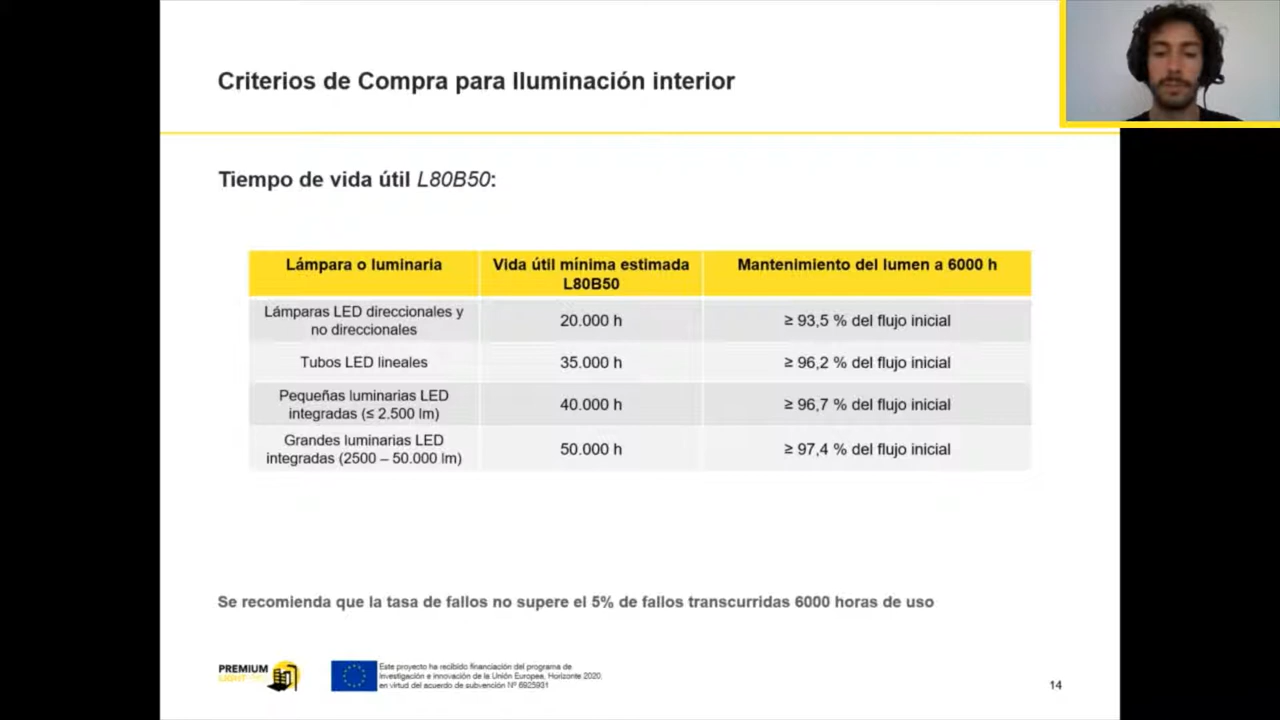 Criterios de Compra para Iluminación interior
Tiempo de vida útil L80B50:
Lámpara o luminaria
Vida útil mínima estimada
L80B50
Mantenimiento del lumen a 6000 h
Lámparas LED direccionales y
no direccionales
20.000 h
≥ 93,5 % del flujo inicial
Tubos LED lineales
35.000 h
≥ 96,2 % del flujo inicial
Pequeñas luminarias LED
integradas (≤ 2.500 lm)
40.000 h
≥ 96,7 % del flujo inicial
Grandes luminarias LED
integradas (2500 – 50.000 lm)
50.000 h
≥ 97,4 % del flujo inicial
Se recomienda que la tasa de fallos no supere el 5% de fallos transcurridas 6000 horas de uso
PREMIUM
LIGHT
Este proyecto ha recibido financiación del programa de
Investigación e innovación de la Unión Europea, Horizonte 2020,
en virtud del acuerdo de subvención Nº 6925931
14